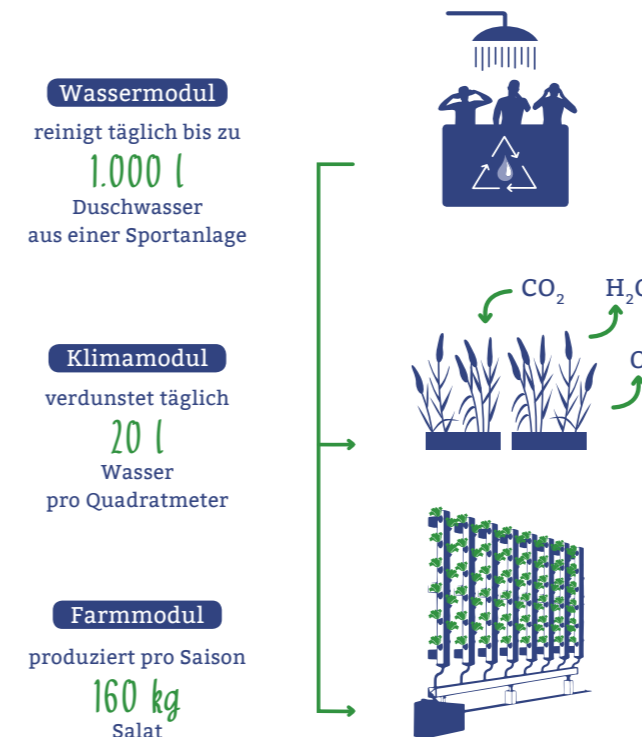 Wassermodul
reinigt täglich bis zu
1.000 l
Duschwasser
aus einer Sportanlage
CO₂
Klimamodul
verdunstet täglich
20 l
Wasser
pro Quadratmeter
Farmmodul
produziert pro Saison
160 kg
Salat